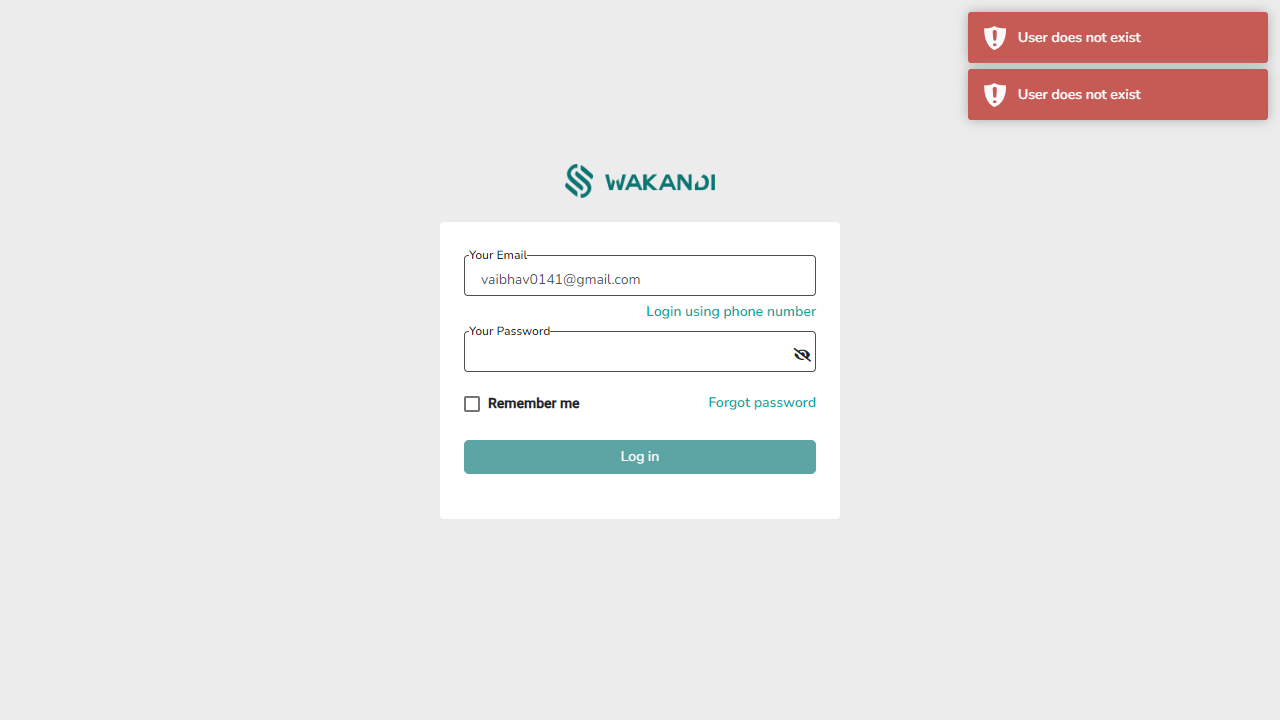 User does not exist
User does not exist
WAKANDI
Your Email
vaibhav0141@gmail.com
Login using phone number
Your Password
Remember me
Forgot password
Log in